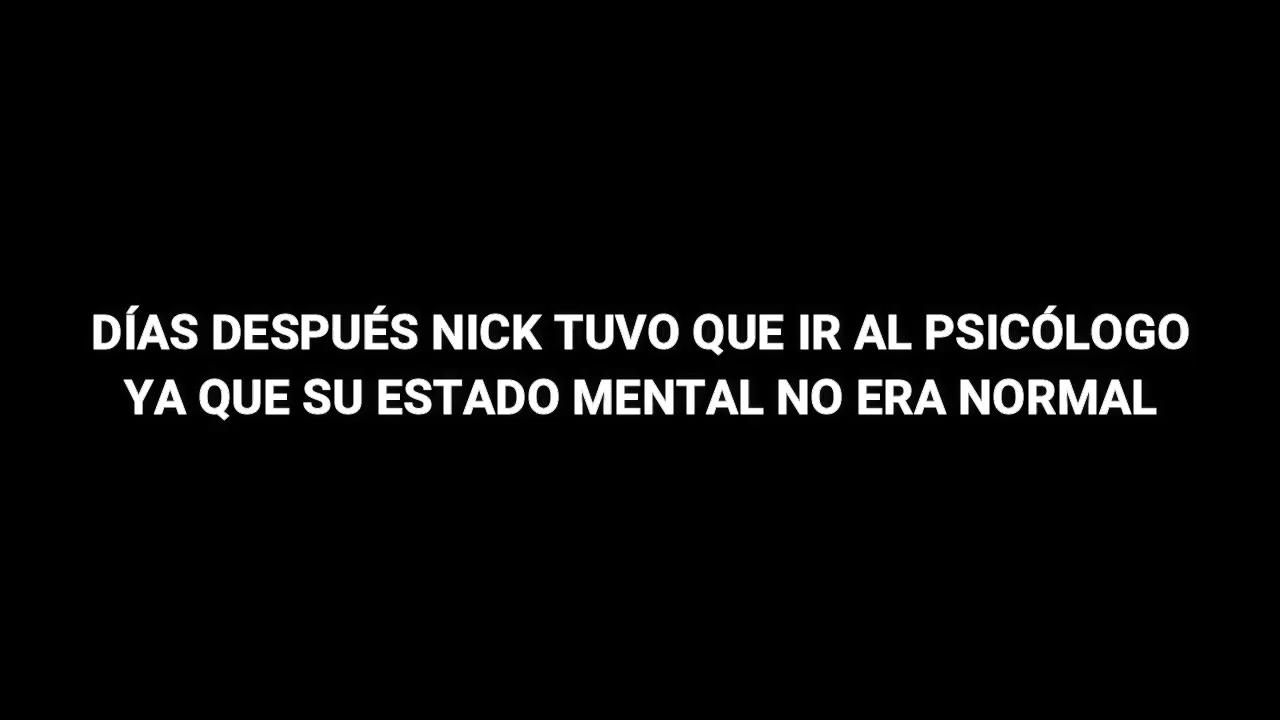 DÍAS DESPUÉS NICK TUVO QUE IR AL PSICÓLOGO
YA QUE SU ESTADO MENTAL NO ERA NORMAL